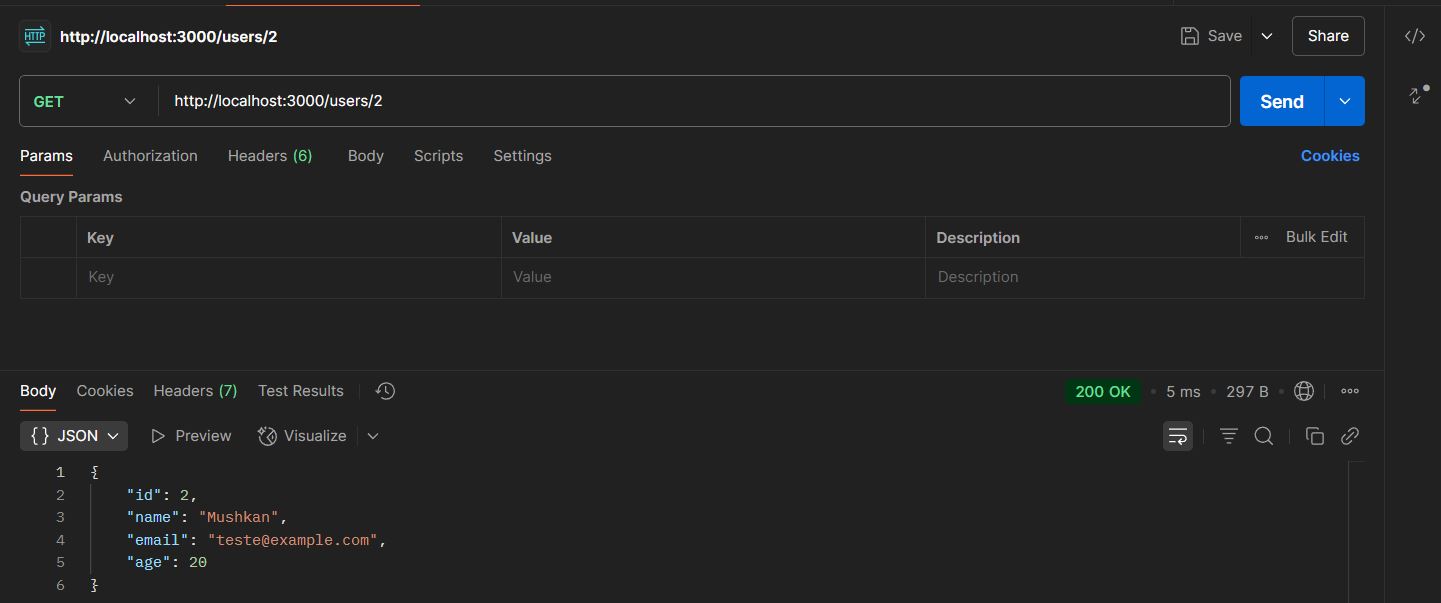 HTTP http://localhost:3000/users/2 Save Share
GET http://localhost:3000/users/2 Send
Params Authorization Headers (6) Body Scripts Settings Cookies
Query Params
Key Value Description Bulk Edit
Key Value Description
Body Cookies Headers (7) Test Results 200 OK 5 ms 297 B
{} JSON Preview Visualize
1 {
2 "id": 2,
3 "name": "Mushkan",
4 "email": "teste@example.com",
5 "age": 20
6 }